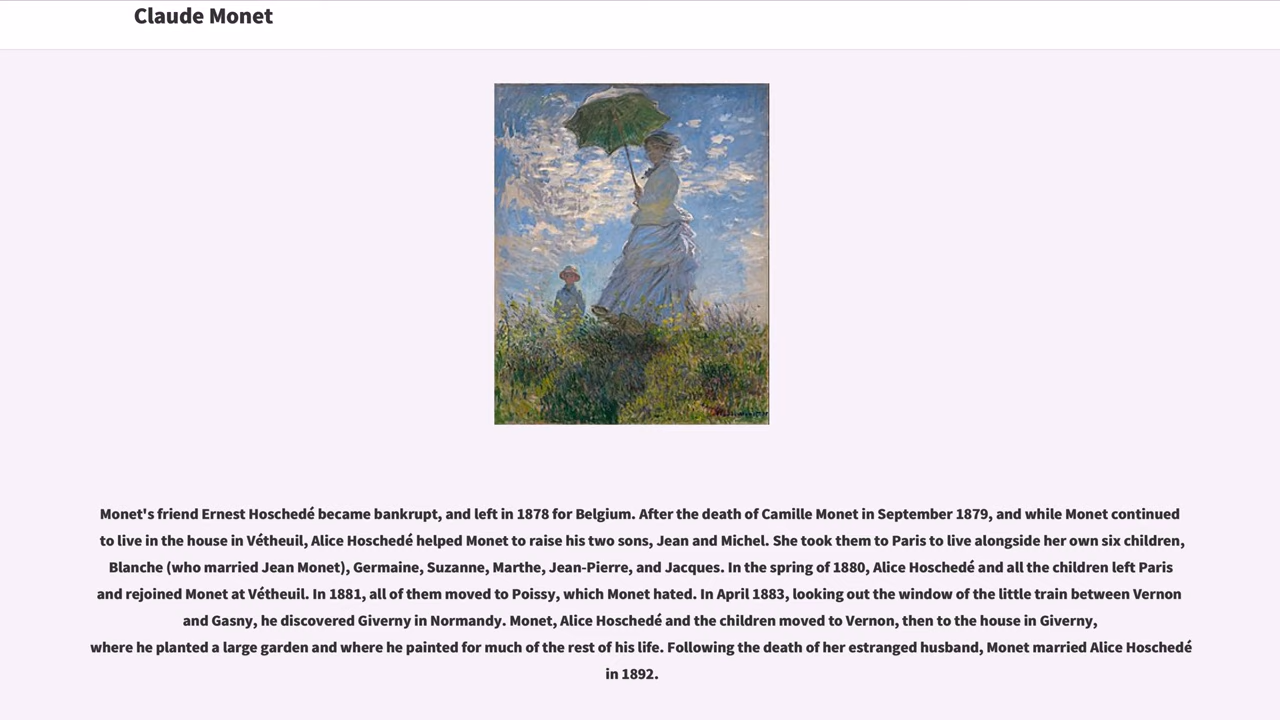 Claude Monet
Monet's friend Ernest Hoschedé became bankrupt, and left in 1878 for Belgium. After the death of Camille Monet in September 1879, and while Monet continued
to live in the house in Vétheuil, Alice Hoschedé helped Monet to raise his two sons, Jean and Michel. She took them to Paris to live alongside her own six children,
Blanche (who married Jean Monet), Germaine, Suzanne, Marthe, Jean-Pierre, and Jacques. In the spring of 1880, Alice Hoschedé and all the children left Paris
and rejoined Monet at Vétheuil. In 1881, all of them moved to Poissy, which Monet hated. In April 1883, looking out the window of the little train between Vernon
and Gasny, he discovered Giverny in Normandy. Monet, Alice Hoschedé and the children moved to Vernon, then to the house in Giverny,
where he planted a large garden and where he painted for much of the rest of his life. Following the death of her estranged husband, Monet married Alice Hoschedé
in 1892.